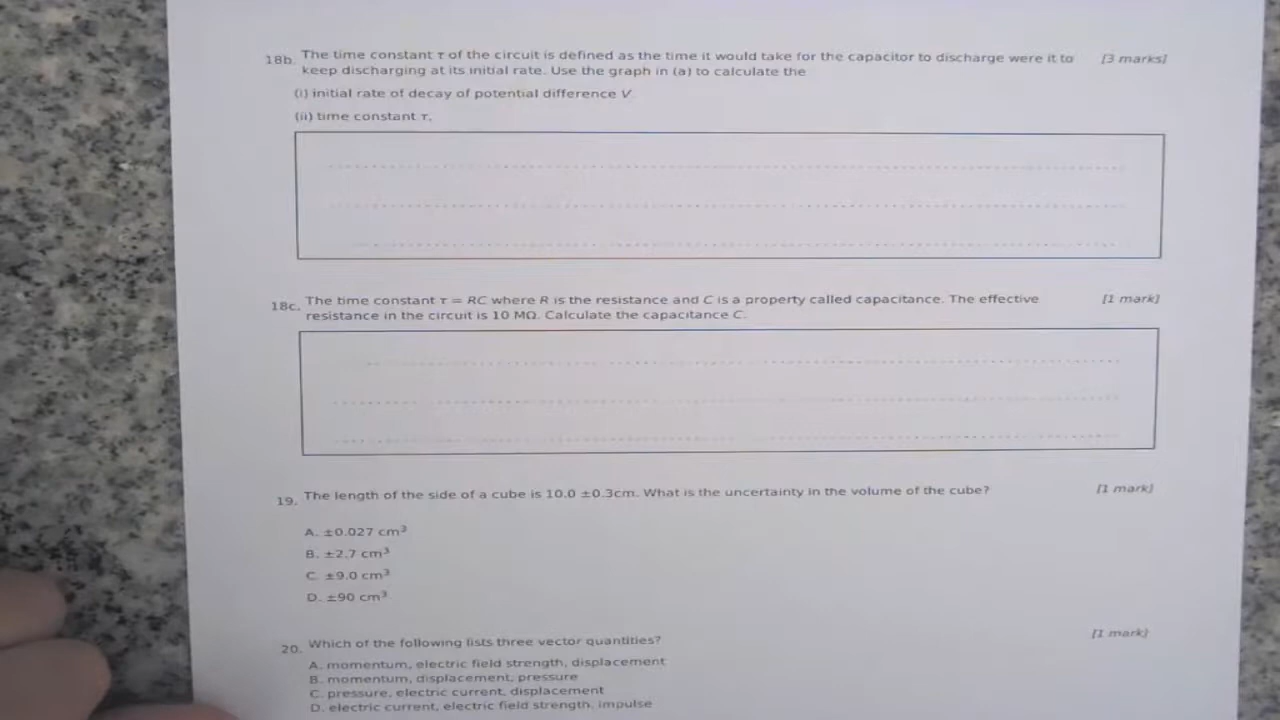 18b. The time constant τ of the circuit is defined as the time it would take for the capacitor to discharge were it to [3 marks]
keep discharging at its initial rate. Use the graph in (a) to calculate the
(i) initial rate of decay of potential difference V.
(ii) time constant τ.
18c. The time constant τ = RC where R is the resistance and C is a property called capacitance. The effective [1 mark]
resistance in the circuit is 10 MΩ. Calculate the capacitance C.
19. The length of the side of a cube is 10.0 ±0.3cm. What is the uncertainty in the volume of the cube? [1 mark]
A. ±0.027 cm³
B. ±2.7 cm³
C. ±9.0 cm³
D. ±90 cm³
20. Which of the following lists three vector quantities? [1 mark]
A. momentum, electric field strength, displacement
B. momentum, displacement, pressure
C. pressure, electric current, displacement
D. electric current, electric field strength, impulse